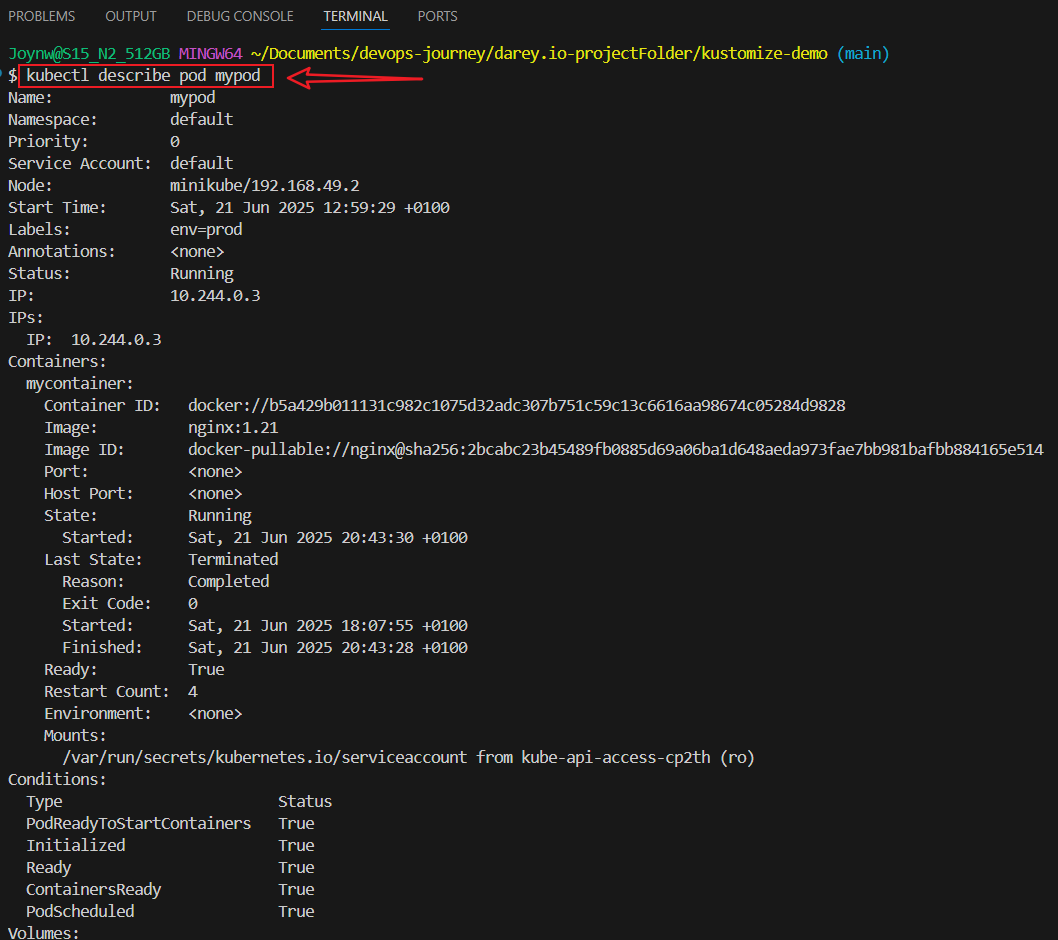 PROBLEMS OUTPUT DEBUG CONSOLE TERMINAL PORTS
Joynw@S15_N2_512GB MINGW64 ~/Documents/devops-journey/darey.io-projectFolder/kustomize-demo (main)
$ kubectl describe pod mypod
Name: mypod
Namespace: default
Priority: 0
Service Account: default
Node: minikube/192.168.49.2
Start Time: Sat, 21 Jun 2025 12:59:29 +0100
Labels: env=prod
Annotations: <none>
Status: Running
IP: 10.244.0.3
IPs:
IP: 10.244.0.3
Containers:
mycontainer:
Container ID: docker://b5a429b011131c982c1075d32adc307b751c59c13c6616aa98674c05284d9828
Image: nginx:1.21
Image ID: docker-pullable://nginx@sha256:2bcabc23b45489fb0885d69a06ba1d648aeda973fae7bb981bafbb884165e514
Port: <none>
Host Port: <none>
State: Running
Started: Sat, 21 Jun 2025 20:43:30 +0100
Last State: Terminated
Reason: Completed
Exit Code: 0
Started: Sat, 21 Jun 2025 18:07:55 +0100
Finished: Sat, 21 Jun 2025 20:43:28 +0100
Ready: True
Restart Count: 4
Environment: <none>
Mounts:
/var/run/secrets/kubernetes.io/serviceaccount from kube-api-access-cp2th (ro)
Conditions:
Type Status
PodReadyToStartContainers True
Initialized True
Ready True
ContainersReady True
PodScheduled True
Volumes: